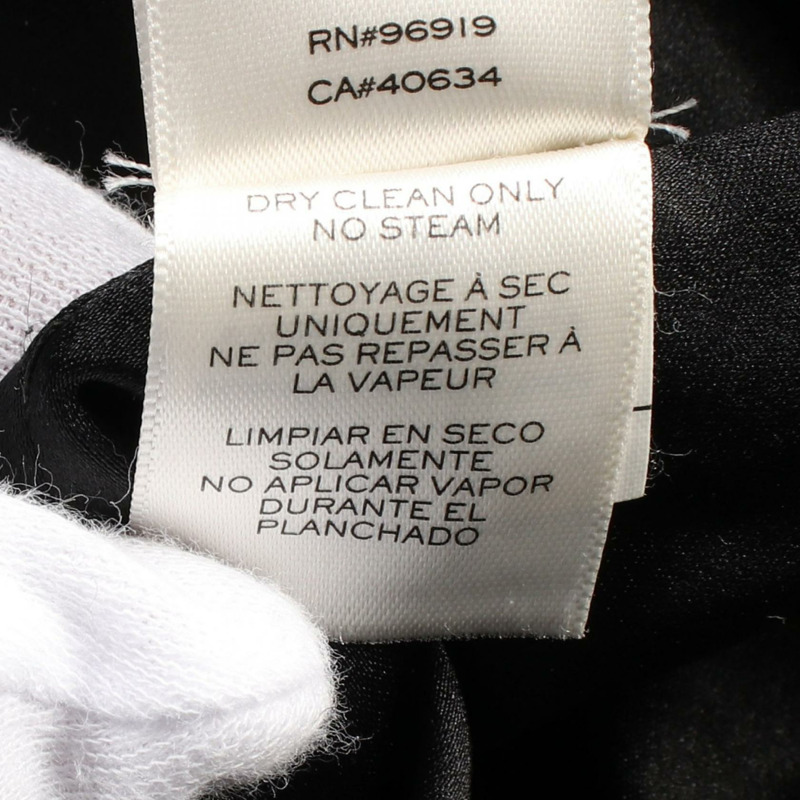 RN#96919
CA#40634
DRY CLEAN ONLY
NO STEAM
NETTOYAGE À SEC
UNIQUEMENT
NE PAS REPASSER À
LA VAPEUR
LIMPIAR EN SECO
SOLAMENTE
NO APLICAR VAPOR
DURANTE EL
PLANCHADO